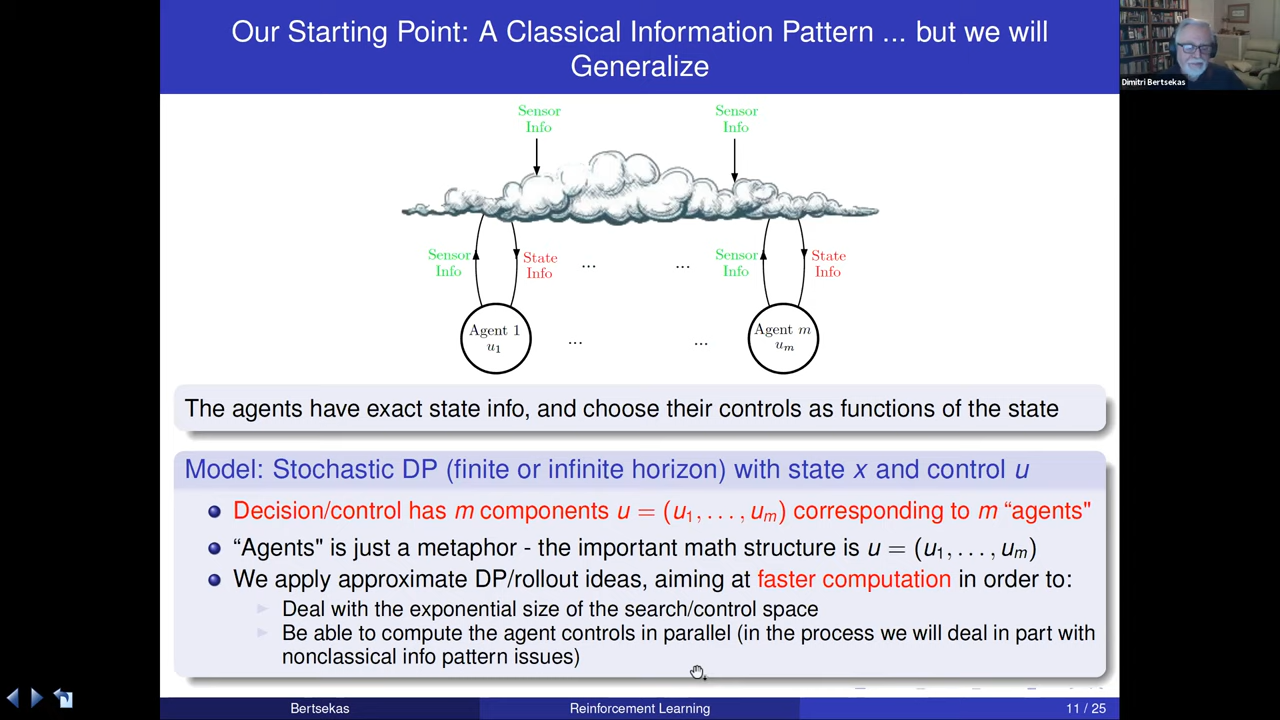 Our Starting Point: A Classical Information Pattern ... but we will
Generalize
Dimitri Bertsekas
Sensor
Info
Sensor
Info
Sensor
Info
State
Info
...
...
Sensor
Info
State
Info
Agent 1
u₁
...
...
Agent m
uₘ
The agents have exact state info, and choose their controls as functions of the state
Model: Stochastic DP (finite or infinite horizon) with state x and control u
Decision/control has m components u = (u₁, . . . , uₘ) corresponding to m “agents"
“Agents" is just a metaphor - the important math structure is u = (u₁, . . . , uₘ)
We apply approximate DP/rollout ideas, aiming at faster computation in order to:
Deal with the exponential size of the search/control space
Be able to compute the agent controls in parallel (in the process we will deal in part with
nonclassical info pattern issues)
Bertsekas
Reinforcement Learning
11 / 25